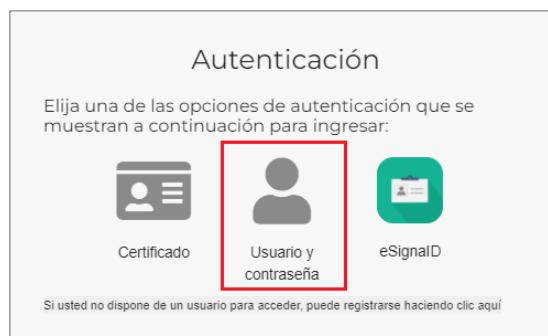 Autenticación
Elija una de las opciones de autenticación que se
muestran a continuación para ingresar:
Certificado
Usuario y
contraseña
eSignaID
Si usted no dispone de un usuario para acceder, puede registrarse haciendo clic aquí